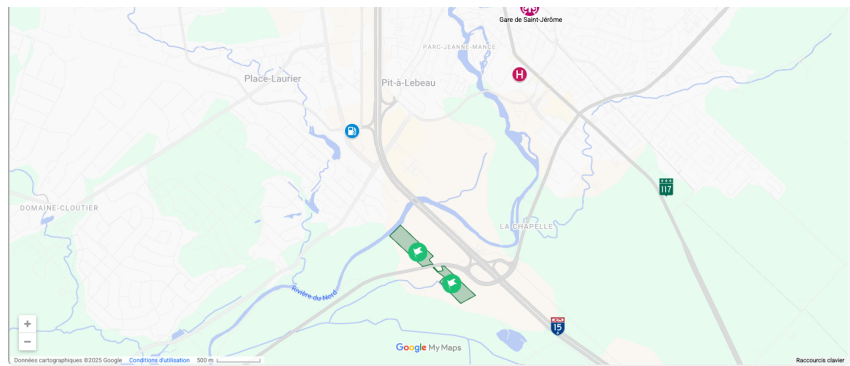 Gare de Saint-Jérôme
PARC-JEANNE-MANCE
Place-Laurier
Pit-à-Lebeau
H
117
DOMAINE-CLOUTIER
LA CHAPELLE
Rivière du Nord
15
+
−
Google My Maps
Données cartographiques ©2025 Google Conditions d'utilisation 500 m
Raccourcis clavier